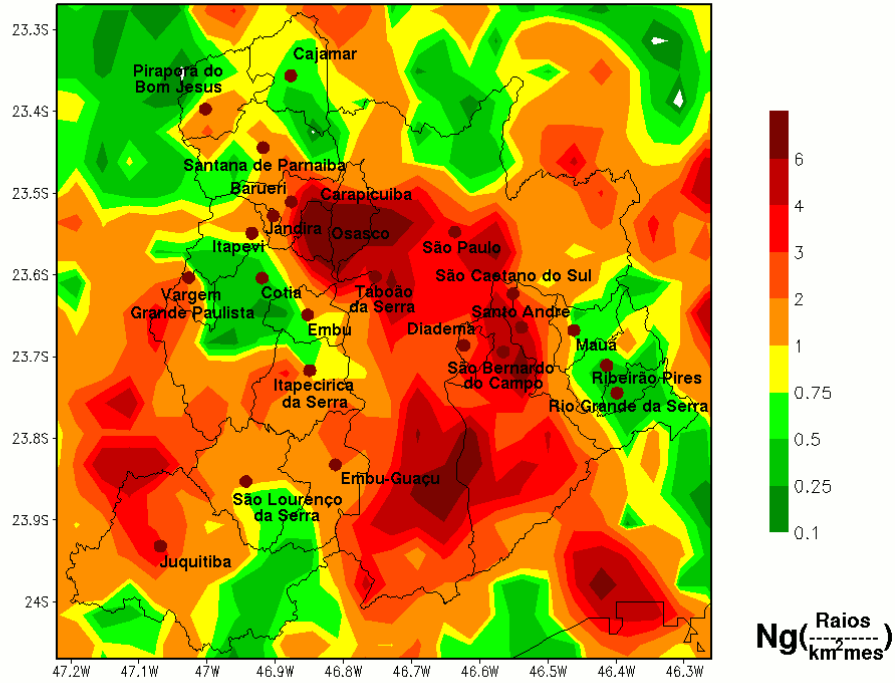 23.3S
Cajamar
Pirapora do
Bom Jesus
23.4S
Santana de Parnaiba
Barueri
23.5S
Carapicuiba
Jandira
Osasco
Itapevi
São Paulo
23.6S
São Caetano do Sul
Cotia
Taboão
da Serra
Vargem
Grande Paulista
Santo Andre
Embu
Diadema
Mauá
23.7S
São Bernardo
do Campo
Itapecirica
da Serra
Ribeirão Pires
Rio Grande da Serra
23.8S
Embu-Guaçu
São Lourenço
da Serra
23.9S
Juquitiba
24S
47.2W 47.1W 47W 46.9W 46.8W 46.7W 46.6W 46.5W 46.4W 46.3W
6
4
3
2
1
0.75
0.5
0.25
0.1
Ng(Raios
------
km²mes)